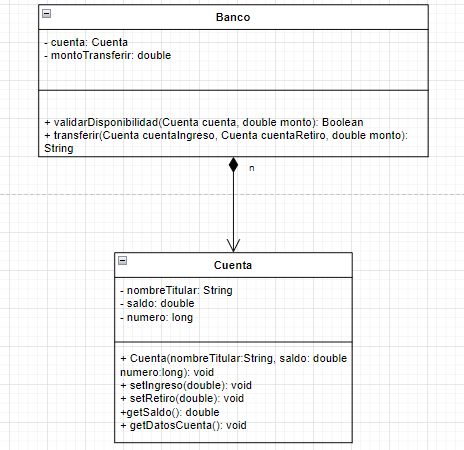 Banco
- cuenta: Cuenta
- montoTransferir: double
+ validarDisponibilidad(Cuenta cuenta, double monto): Boolean
+ transferir(Cuenta cuentaIngreso, Cuenta cuentaRetiro, double monto):
String
n
Cuenta
- nombreTitular: String
- saldo: double
- numero: long
+ Cuenta(nombreTitular:String, saldo: double
numero:long): void
+ setIngreso(double): void
+ setRetiro(double): void
+getSaldo(): double
+ getDatosCuenta(): void